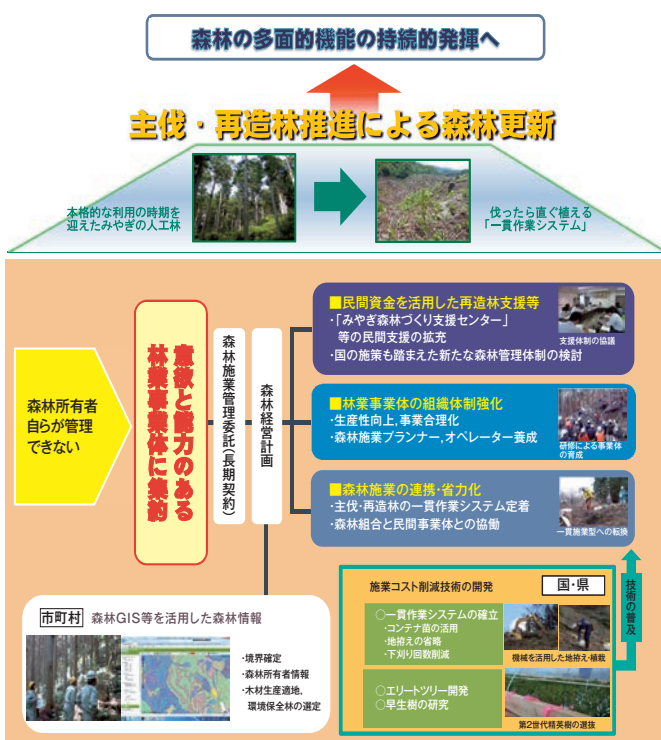 森林の多面的機能の持続的発揮へ
主伐・再造林推進による森林更新
本格的な利用の時期を
迎えたみやぎの人工林
伐ったら直ぐ植える
「一貫作業システム」
森林所有者
自らが管理
できない
意欲と能力のある
林業事業体に集約
森林施業管理委託(長期契約)
森林経営計画
■民間資金を活用した再造林支援等
・「みやぎ森林づくり支援センター」
等の民間支援の拡充
・国の施策も踏まえた新たな森林管理体制の検討
支援体制の協議
■林業事業体の組織体制強化
・生産性向上,事業合理化
・森林施業プランナー,オペレーター養成
研修による事業体
の育成
■森林施業の連携・省力化
・主伐・再造林の一貫作業システム定着
・森林組合と民間事業体との協働
一貫施業型への転換
技術の普及
市町村 森林GIS等を活用した森林情報
・境界確定
・森林所有者情報
・木材生産適地,
環境保全林の選定
施業コスト削減技術の開発
国・県
○一貫作業システムの確立
・コンテナ苗の活用
・地拵えの省略
・下刈り回数削減
機械を活用した地拵え・植栽
○エリートツリー開発
○早生樹の研究
第2世代精英樹の選抜